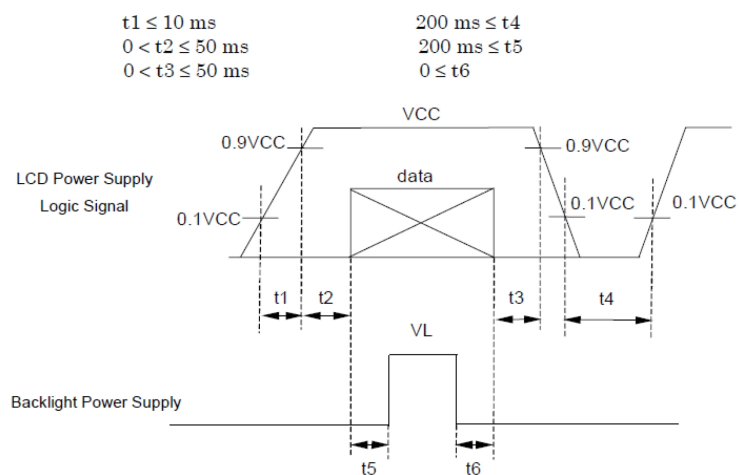 t1 ≤ 10 ms 200 ms ≤ t4
0 < t2 ≤ 50 ms 200 ms ≤ t5
0 < t3 ≤ 50 ms 0 ≤ t6
VCC
0.9VCC 0.9VCC
LCD Power Supply
Logic Signal
data
0.1VCC 0.1VCC 0.1VCC
t1 t2 t3 t4
VL
Backlight Power Supply
t5 t6